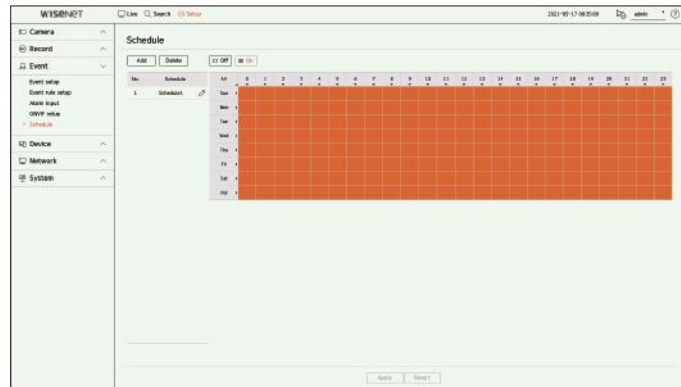 WISENET
Live Search Setup 2021-05-17 08:35:09 admin
Camera
Record
Event
Event setup
Event rule setup
Alarm input
ONVIF setup
Schedule
Device
Network
System
Schedule
Add Delete Off On
No. Schedule
1 Schedule1
All 0 1 2 3 4 5 6 7 8 9 10 11 12 13 14 15 16 17 18 19 20 21 22 23
Sun
Mon
Tue
Wed
Thu
Fri
Sat
Hol
Apply Revert